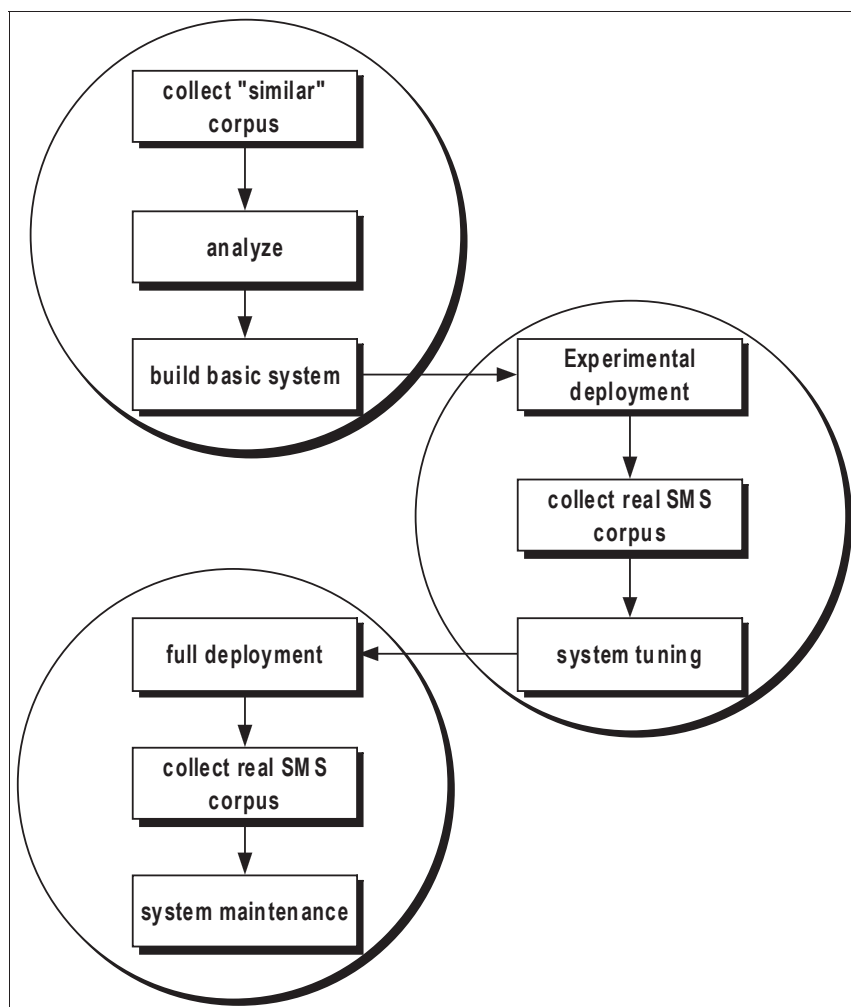 collect "similar"
corpus
analyze
build basic system
Experimental
deployment
collect real SMS
corpus
system tuning
full deployment
collect real SMS
corpus
system maintenance